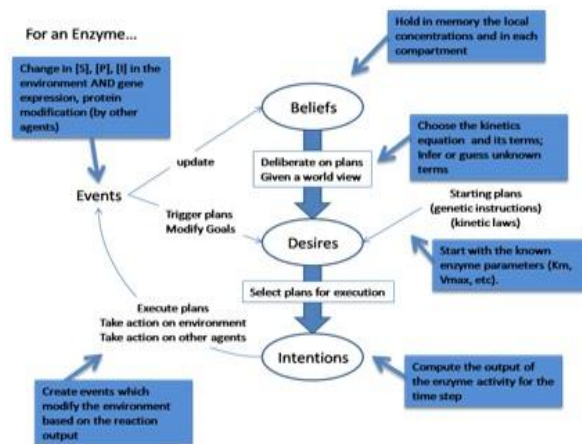 For an Enzyme...
Hold in memory the local
concentrations and in each
compartment
Change in [S], [P], [I] in the
environment AND gene
expression, protein
modification (by other
agents)
Beliefs
Choose the kinetics
equation and its terms;
Infer or guess unknown
terms
update
Deliberate on plans
Given a world view
Events
Starting plans
(genetic instructions)
(kinetic laws)
Trigger plans
Modify Goals
Desires
Start with the known
enzyme parameters (Km,
Vmax, etc).
Select plans for execution
Execute plans
Take action on environment
Take action on other agents
Intentions
Compute the output of
the enzyme activity for the
time step
Create events which
modify the environment
based on the reaction
output